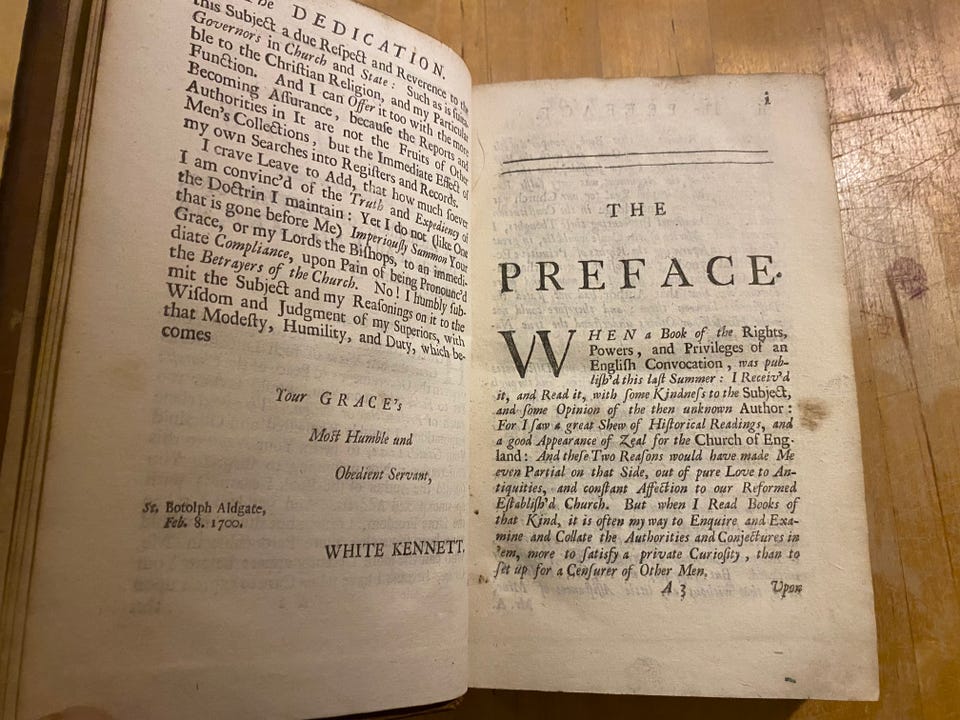 The DEDICATION.
this Subject a due Reſpect and Reverence to the
Governors in Church and State: Such as is ſuita-
ble to the Chriſtian Religion, and my Particular
Function. And I can Offer it too with the more
Becoming Aſſurance, becauſe the Reports and
Authorities in It are not the Fruits of Other
Men's Collections, but the Immediate Effect of
my own Searches into Regiſters and Records.
I crave Leave to Add, that how much ſoever
I am convinc'd of the Truth and Expediency of
the Doctrin I maintain: Yet I do not (like One
that is gone before Me) Imperiouſly Summon Your
Grace, or my Lords the Biſhops, to an immedi-
diate Compliance, upon Pain of being Pronounc'd
the Betrayers of the Church. No! I humbly ſub-
mit the Subject and my Reaſonings on it to the
Wiſdom and Judgment of my Superiors, with
that Modeſty, Humility, and Duty, which be-
comes
Your GRACE's
Moſt Humble and
Obedient Servant,
St. Botolph Aldgate,
Feb. 8. 1700.
WHITE KENNETT.
i
THE
PREFACE.
WHEN a Book of the Rights,
Powers, and Privileges of an
Engliſh Convocation, was pub-
liſh'd this laſt Summer: I Receiv'd
it, and Read it, with ſome Kindneſs to the Subject,
and ſome Opinion of the then unknown Author:
For I ſaw a great Shew of Hiſtorical Readings, and
a good Appearance of Zeal for the Church of Eng-
land: And theſe Two Reaſons would have made Me
even Partial on that Side, out of pure Love to An-
tiquities, and conſtant Affection to our Reformed
Eſtabliſh'd Church. But when I Read Books of
that Kind, it is often my way to Enquire and Exa-
mine and Collate the Authorities and Conjectures in
'em, more to ſatisfy a private Curioſity, than to
ſet up for a Cenſurer of Other Men,
A 3 Upon